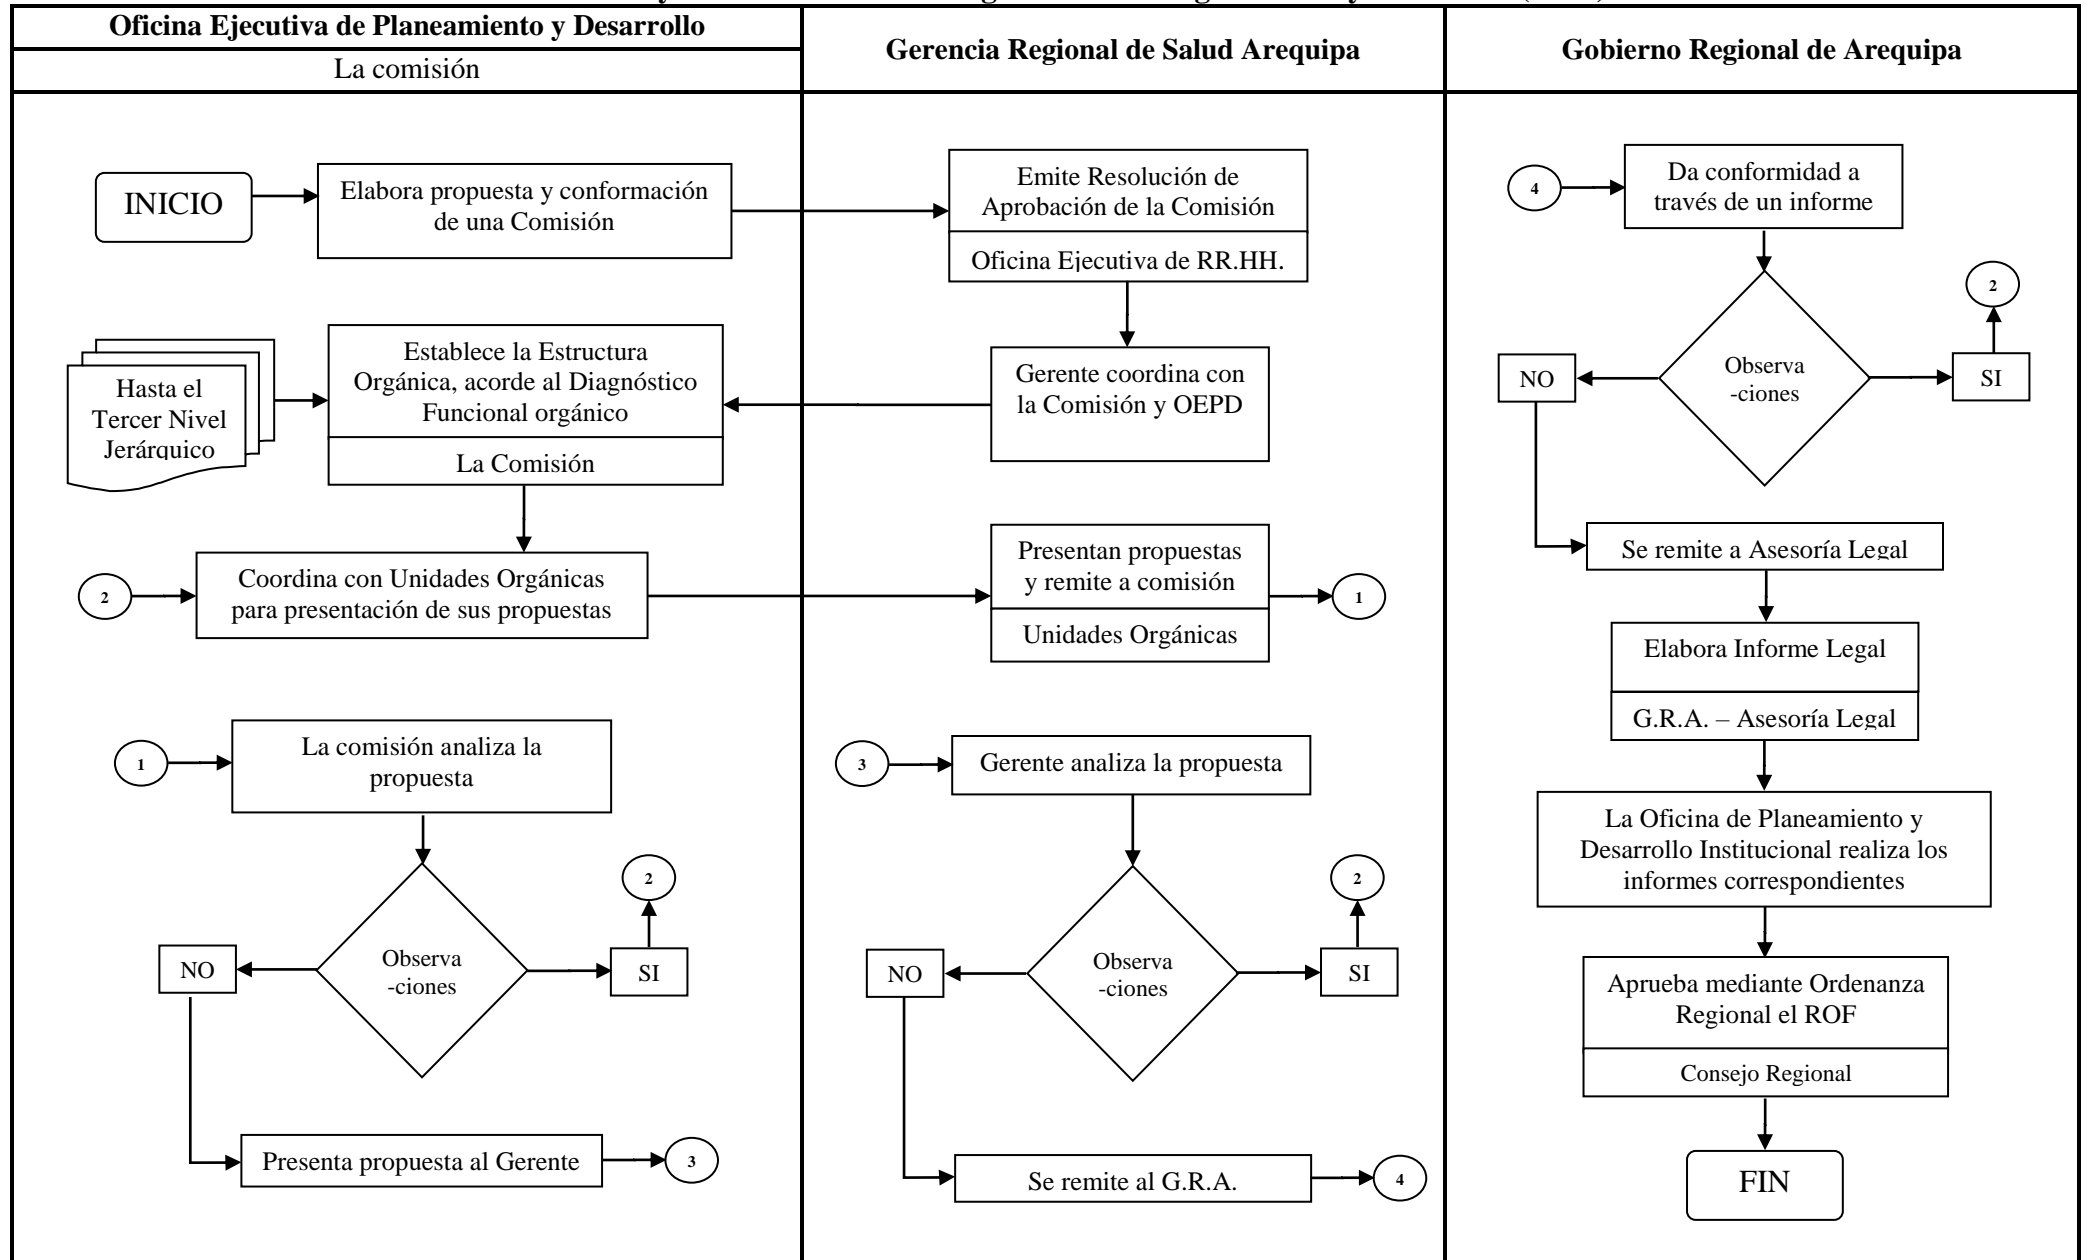 Oficina Ejecutiva de Planeamiento y Desarrollo
La comisión
Gerencia Regional de Salud Arequipa
Gobierno Regional de Arequipa
INICIO
Elabora propuesta y conformación
de una Comisión
Hasta el
Tercer Nivel
Jerárquico
Establece la Estructura
Orgánica, acorde al Diagnóstico
Funcional orgánico
La Comisión
2
Coordina con Unidades Orgánicas
para presentación de sus propuestas
1
La comisión analiza la
propuesta
Observa
-ciones
NO
SI
2
Presenta propuesta al Gerente
3
Emite Resolución de
Aprobación de la Comisión
Oficina Ejecutiva de RR.HH.
Gerente coordina con
la Comisión y OEPD
Presentan propuestas
y remite a comisión
Unidades Orgánicas
1
3
Gerente analiza la propuesta
Observa
-ciones
NO
SI
2
Se remite al G.R.A.
4
4
Da conformidad a
través de un informe
Observa
-ciones
NO
SI
2
Se remite a Asesoría Legal
Elabora Informe Legal
G.R.A. – Asesoría Legal
La Oficina de Planeamiento y
Desarrollo Institucional realiza los
informes correspondientes
Aprueba mediante Ordenanza
Regional el ROF
Consejo Regional
FIN